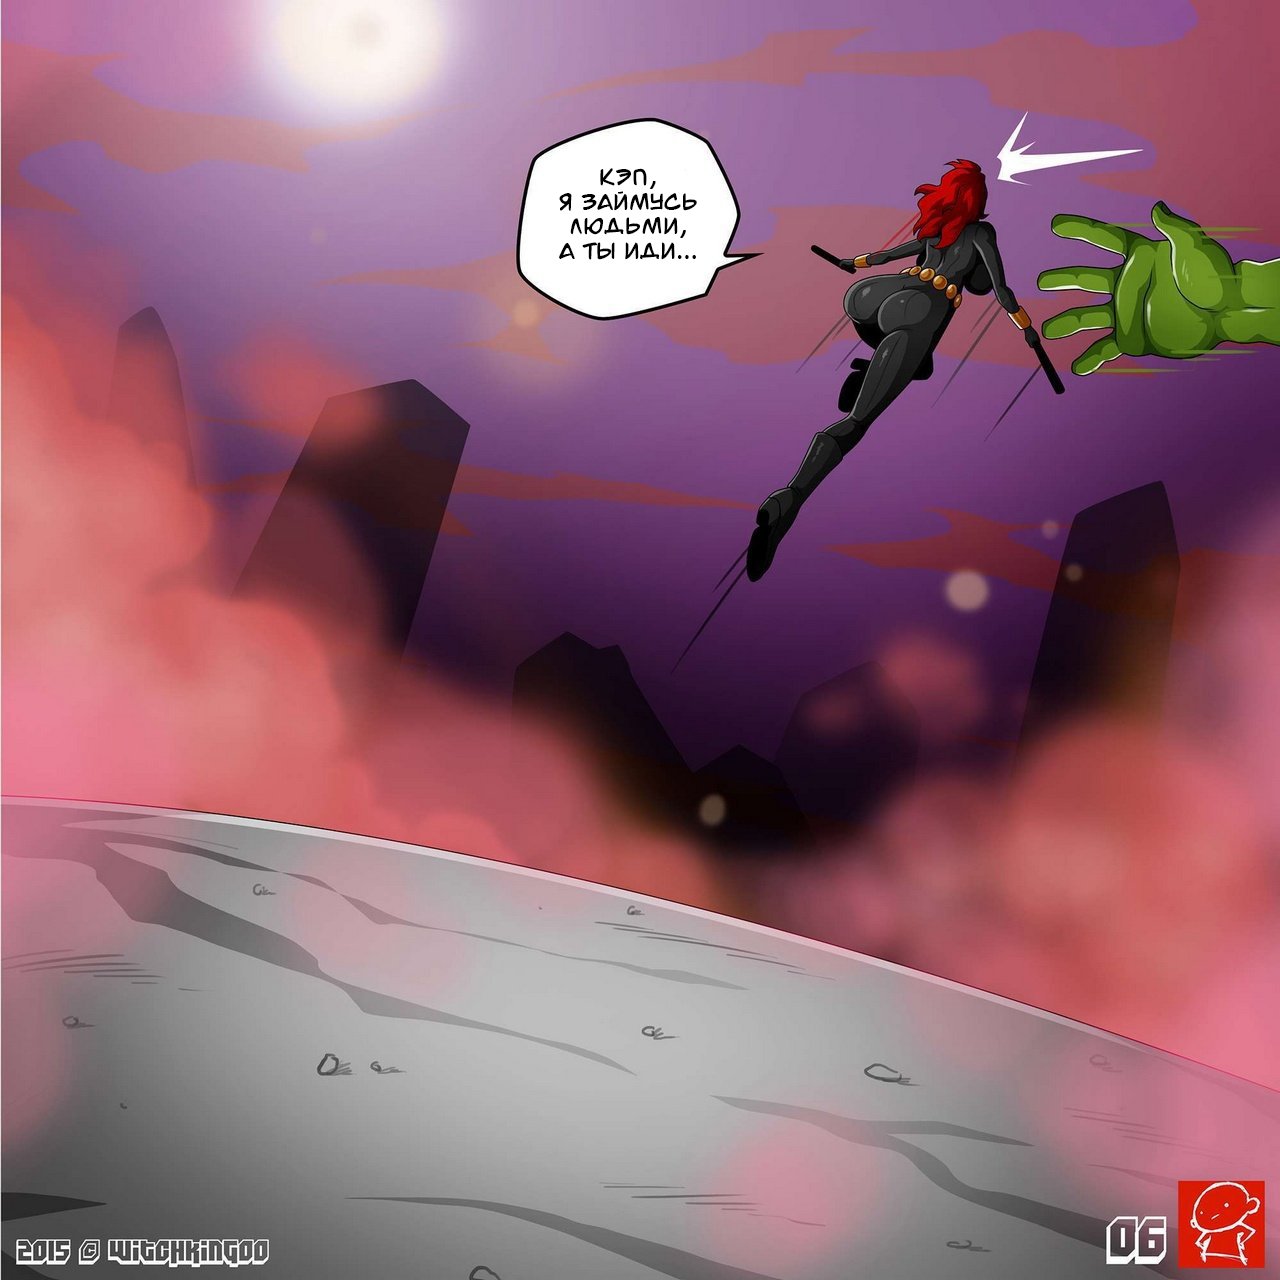 КЭП,
Я ЗАЙМУСЬ
ЛЮДЬМИ,
А ТЫ ИДИ...
2015 © WITCHKING00
06